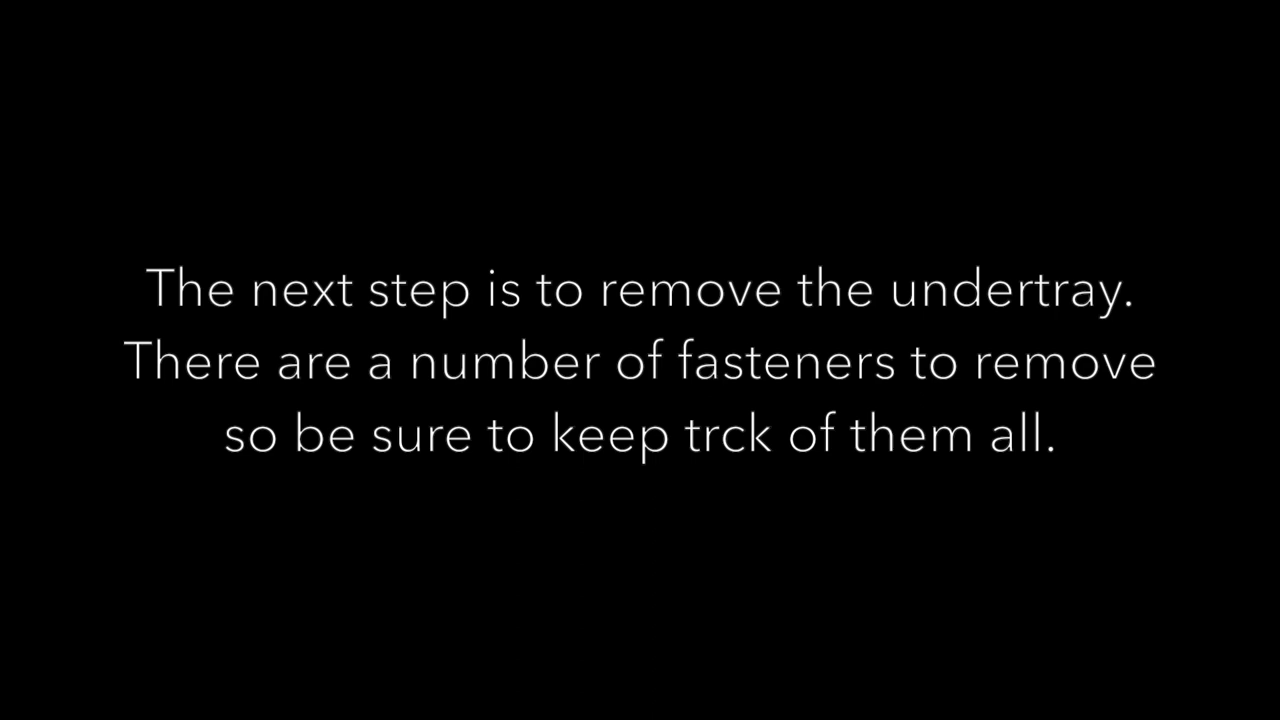 The next step is to remove the undertray.
There are a number of fasteners to remove
so be sure to keep trck of them all.